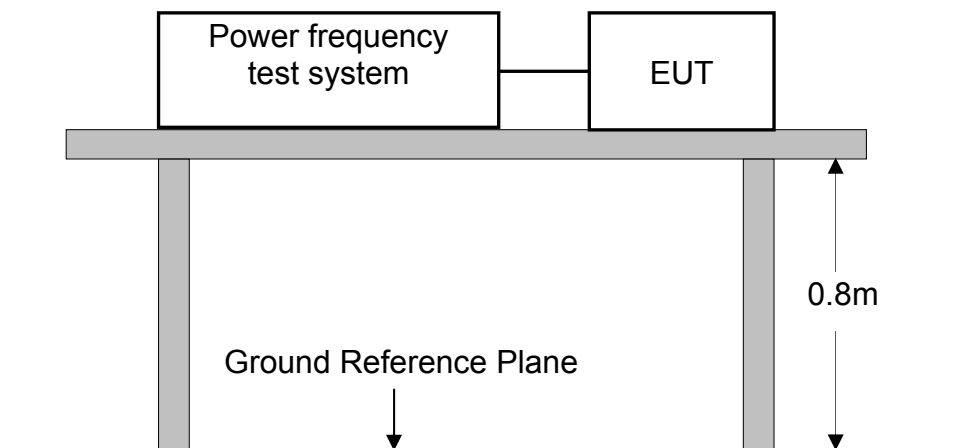 Power frequency
test system
EUT
0.8m
Ground Reference Plane